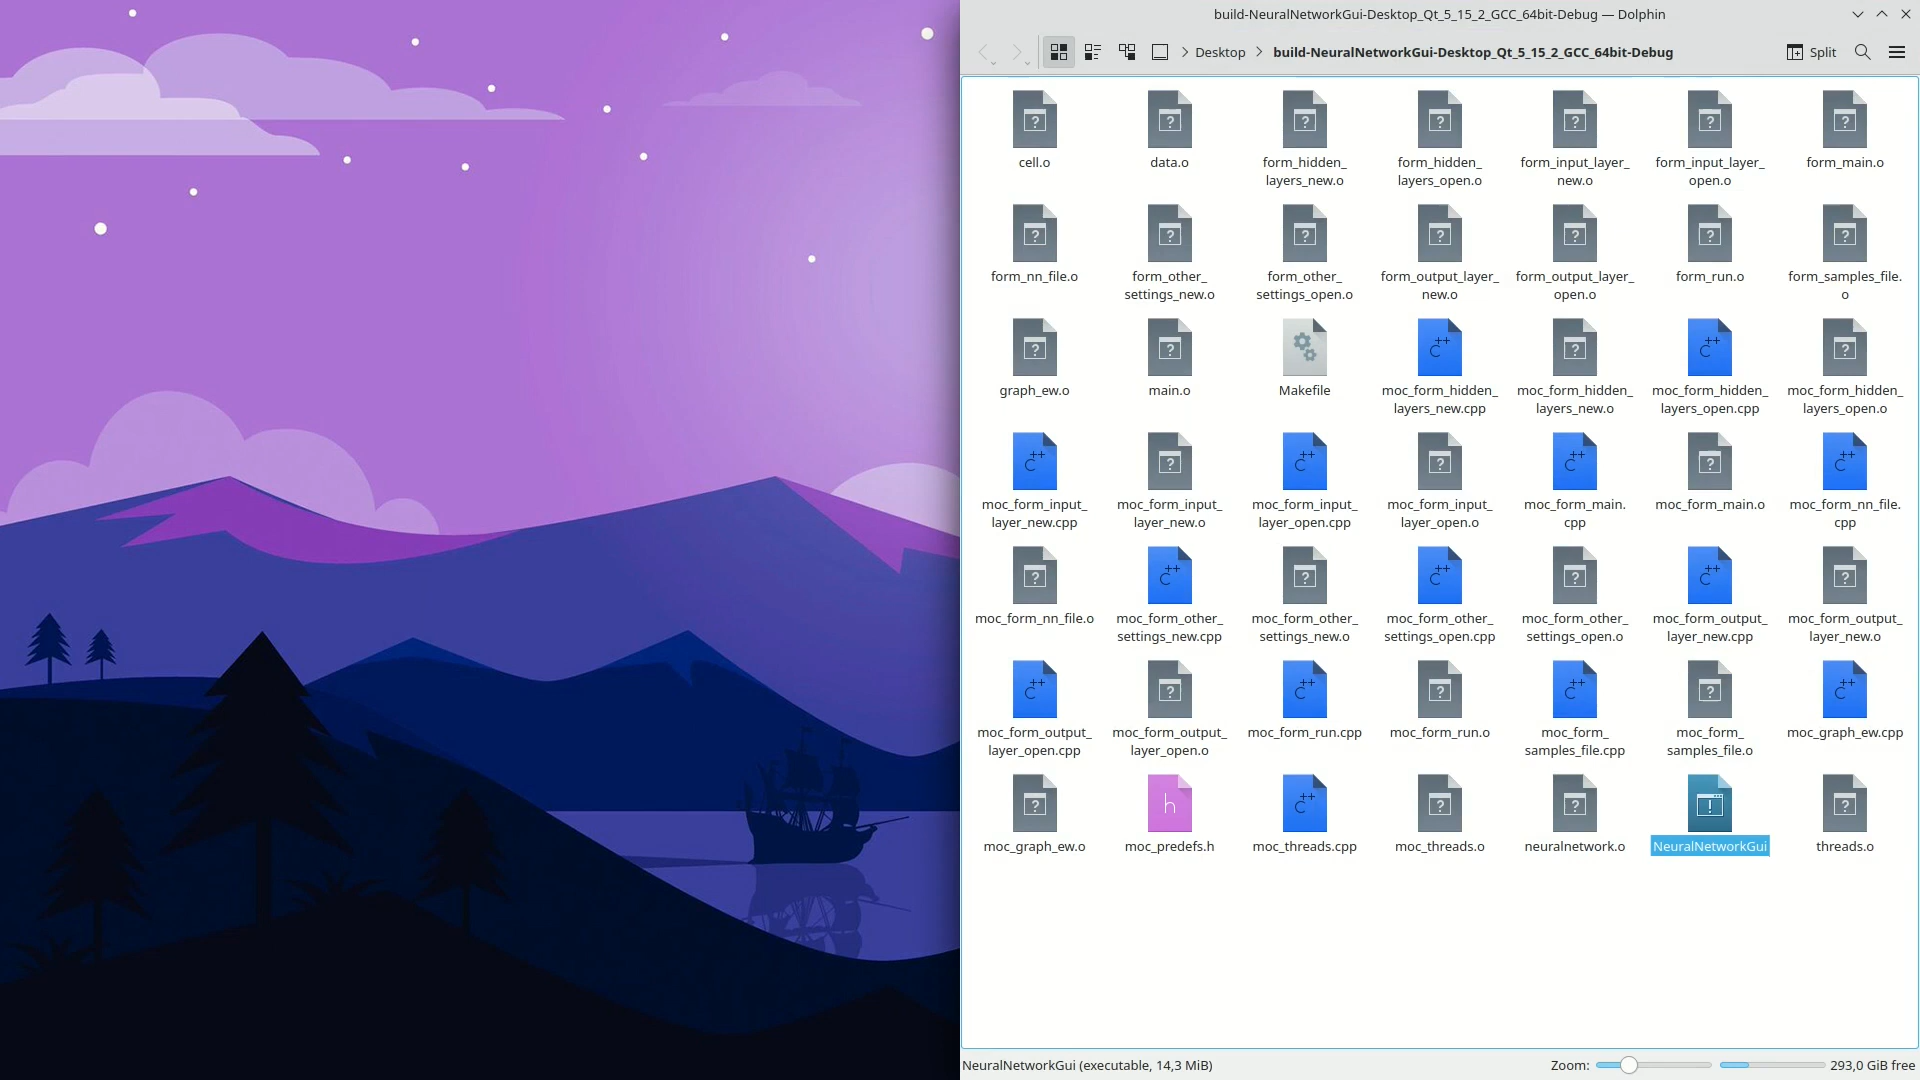 build-NeuralNetworkGui-Desktop_Qt_5_15_2_GCC_64bit-Debug — Dolphin
Desktop
build-NeuralNetworkGui-Desktop_Qt_5_15_2_GCC_64bit-Debug
Split
cell.o
data.o
form_hidden_
layers_new.o
form_hidden_
layers_open.o
form_input_layer_
new.o
form_input_layer_
open.o
form_main.o
form_nn_file.o
form_other_
settings_new.o
form_other_
settings_open.o
form_output_layer_
new.o
form_output_layer_
open.o
form_run.o
form_samples_file.
o
graph_ew.o
main.o
Makefile
C++
moc_form_hidden_
layers_new.cpp
moc_form_hidden_
layers_new.o
C++
moc_form_hidden_
layers_open.cpp
moc_form_hidden_
layers_open.o
C++
moc_form_input_
layer_new.cpp
moc_form_input_
layer_new.o
C++
moc_form_input_
layer_open.cpp
moc_form_input_
layer_open.o
C++
moc_form_main.
cpp
moc_form_main.o
C++
moc_form_nn_file.
cpp
moc_form_nn_file.o
C++
moc_form_other_
settings_new.cpp
moc_form_other_
settings_new.o
C++
moc_form_other_
settings_open.cpp
moc_form_other_
settings_open.o
C++
moc_form_output_
layer_new.cpp
moc_form_output_
layer_new.o
C++
moc_form_output_
layer_open.cpp
moc_form_output_
layer_open.o
C++
moc_form_run.cpp
moc_form_run.o
C++
moc_form_
samples_file.cpp
moc_form_
samples_file.o
C++
moc_graph_ew.cpp
moc_graph_ew.o
h
moc_predefs.h
C++
moc_threads.cpp
moc_threads.o
neuralnetwork.o
NeuralNetworkGui
threads.o
NeuralNetworkGui (executable, 14,3 MiB)
Zoom:
293,0 GiB free